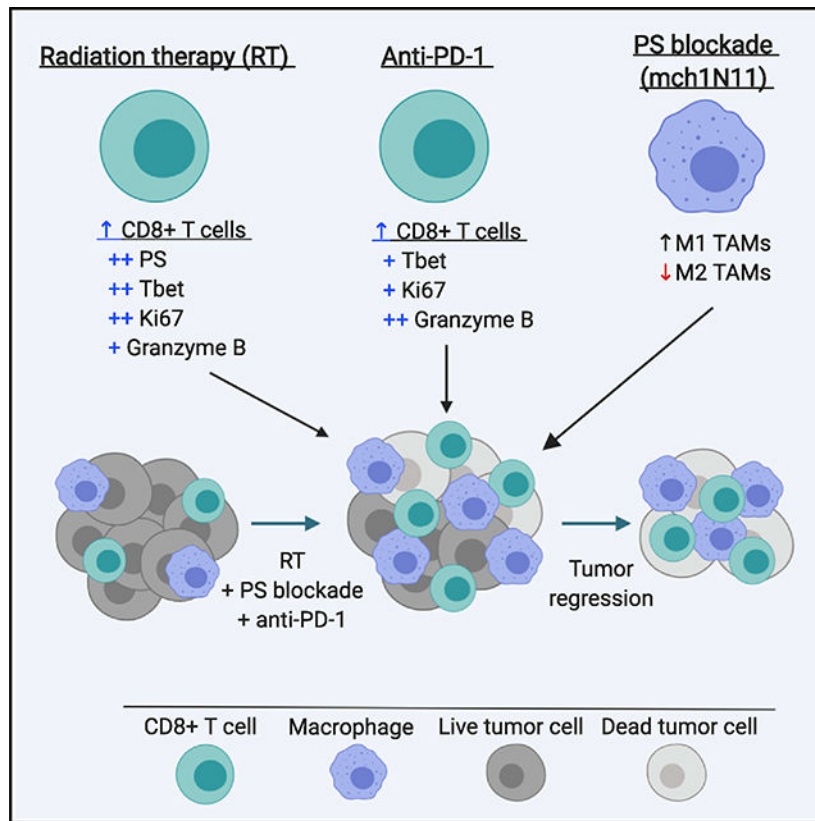 Radiation therapy (RT)
↑ CD8+ T cells
++ PS
++ Tbet
++ Ki67
+ Granzyme B
Anti-PD-1
↑ CD8+ T cells
+ Tbet
+ Ki67
++ Granzyme B
PS blockade
(mch1N11)
↑M1 TAMs
↓M2 TAMs
RT
+ PS blockade
+ anti-PD-1
Tumor
regression
CD8+ T cell
Macrophage
Live tumor cell
Dead tumor cell